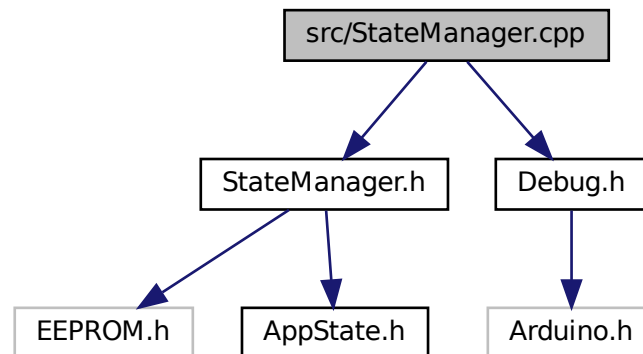 src/StateManager.cpp
StateManager.h
Debug.h
EEPROM.h
AppState.h
Arduino.h